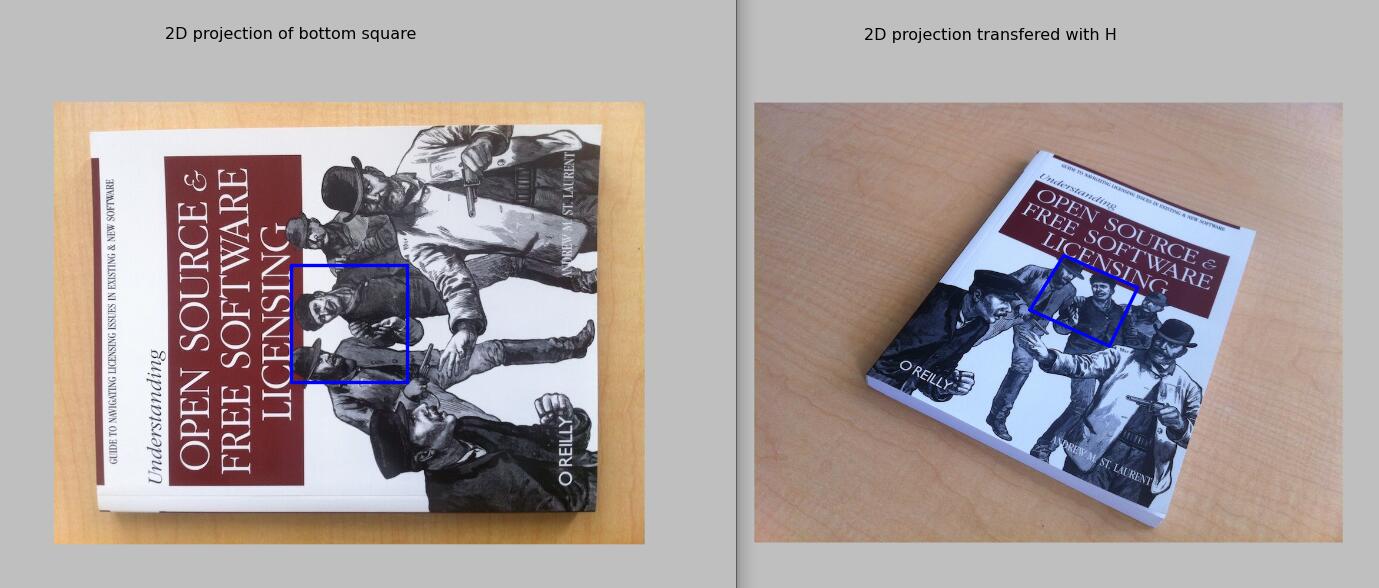 2D projection of bottom square
GUIDE TO NAVIGATING LICENSING ISSUES IN EXISTING & NEW SOFTWARE
Understanding
OPEN SOURCE &
FREE SOFTWARE
LICENSING
ANDREW M. ST. LAURENT
O'REILLY
2D projection transfered with H
GUIDE TO NAVIGATING LICENSING ISSUES IN EXISTING & NEW SOFTWARE
Understanding
OPEN SOURCE &
FREE SOFTWARE
LICENSING
O'REILLY
ANDREW M. ST. LAURENT